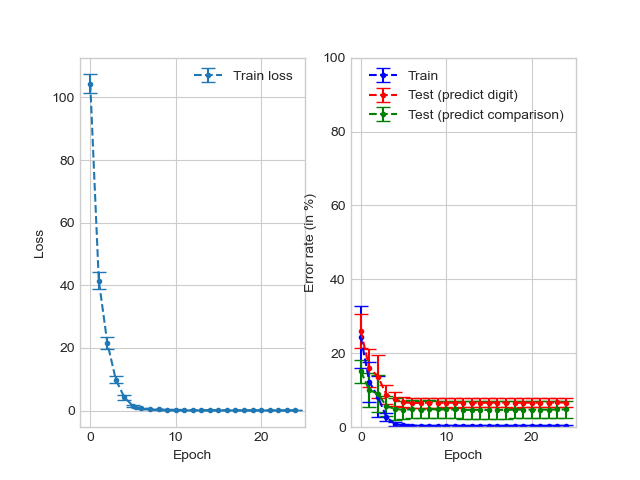 Train loss
100
80
60
40
20
0
Loss
0
10
20
Epoch
Train
Test (predict digit)
Test (predict comparison)
100
80
60
40
20
0
Error rate (in %)
0
10
20
Epoch